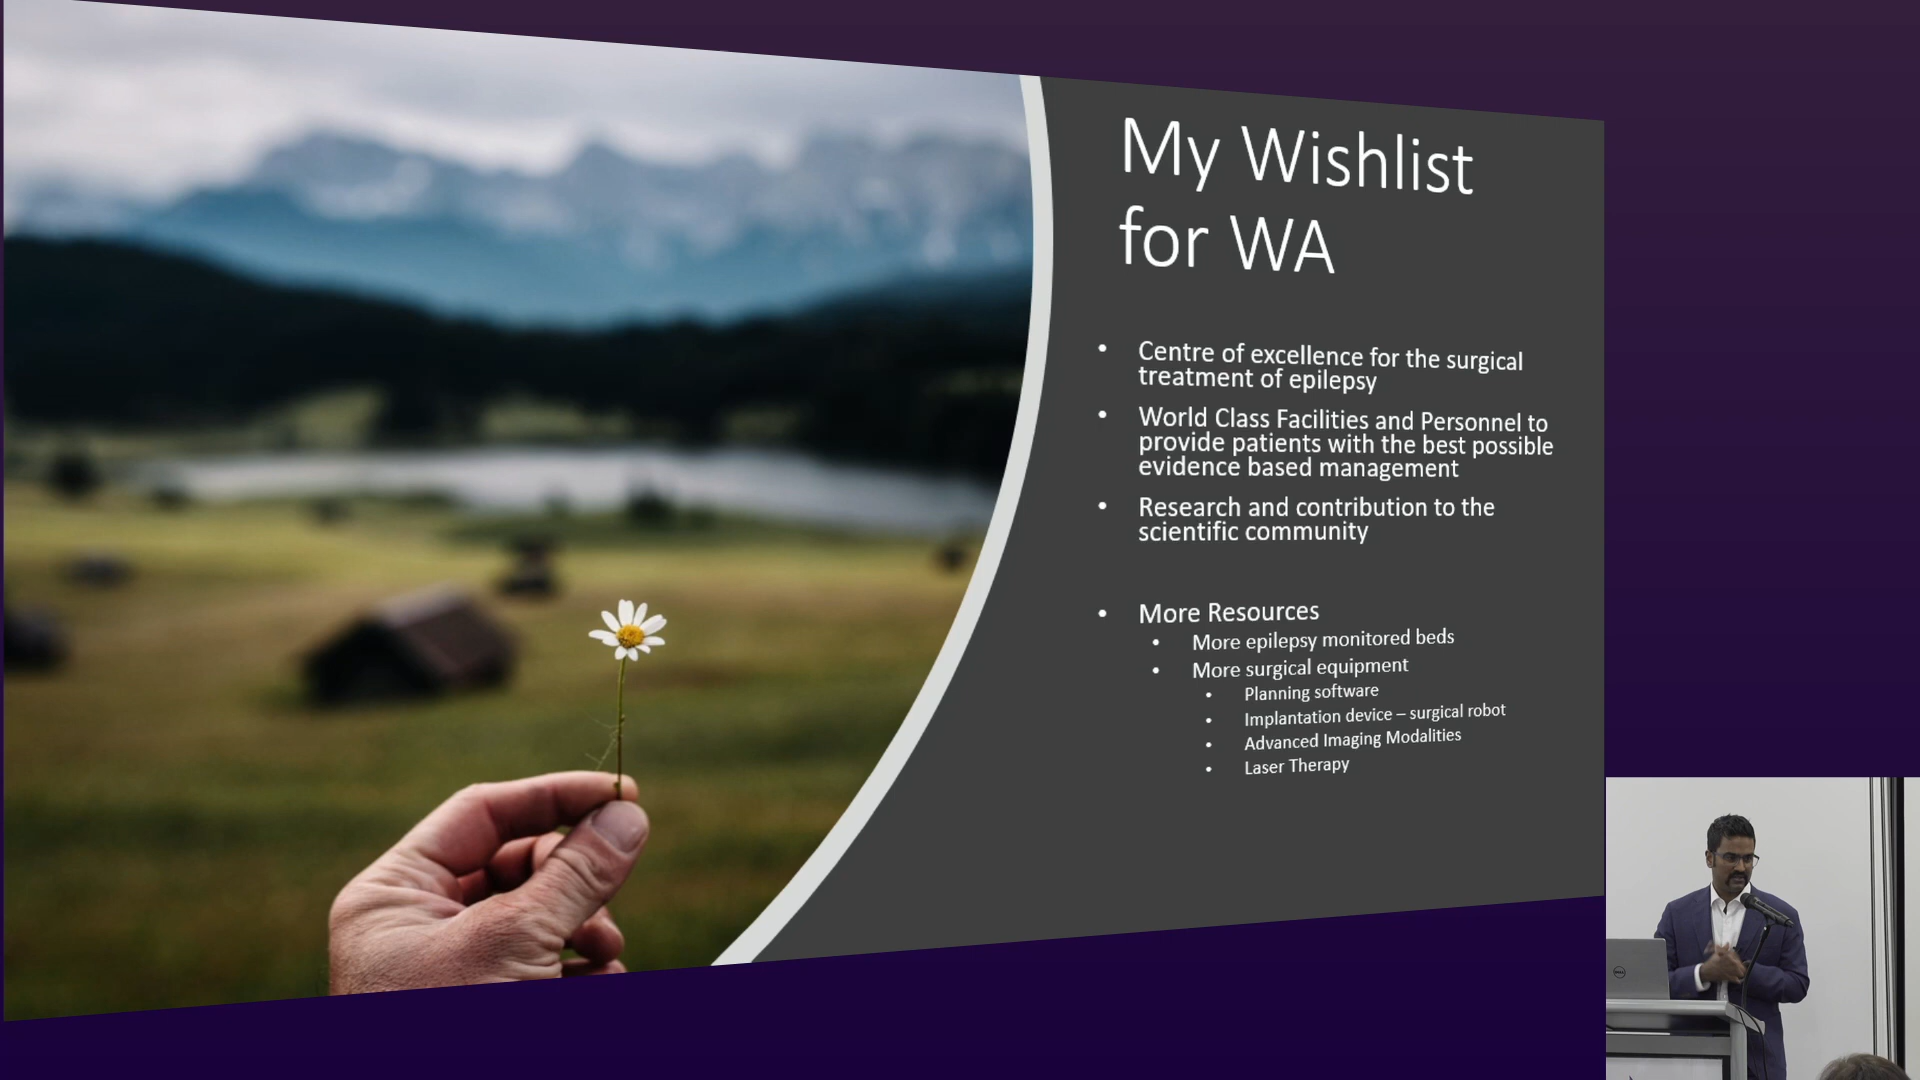 My Wishlist
for WA
• Centre of excellence for the surgical
treatment of epilepsy
• World Class Facilities and Personnel to
provide patients with the best possible
evidence based management
• Research and contribution to the
scientific community
• More Resources
• More epilepsy monitored beds
• More surgical equipment
• Planning software
• Implantation device – surgical robot
• Advanced Imaging Modalities
• Laser Therapy
DELL